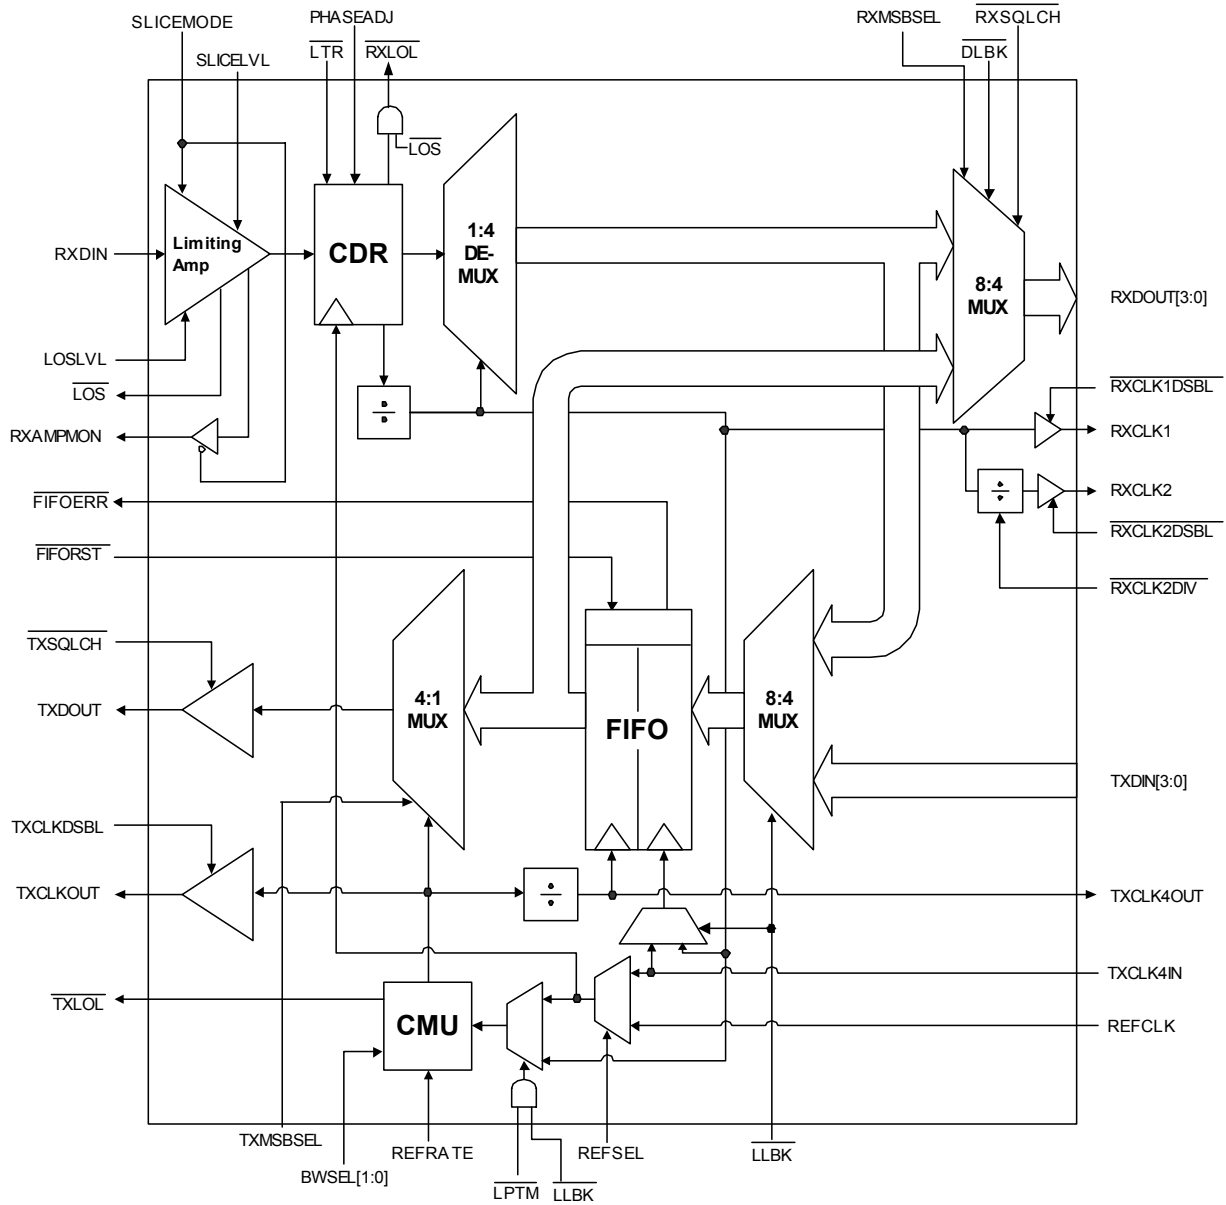 SLICEMODE
PHASEADJ
RXMSBSEL
RXSQLCH
LTR
RXLOL
DLBK
SLICELVL
LOS
Limiting
Amp
CDR
1:4
DE-
MUX
RXDIN
8:4
MUX
RXDOUT[3:0]
LOSLVL
LOS
÷
RXCLK1DSBL
RXAMPMON
RXCLK1
FIFOERR
÷
RXCLK2
RXCLK2DSBL
FIFORST
RXCLK2DIV
TXSQLCH
TXDOUT
4:1
MUX
FIFO
8:4
MUX
TXDIN[3:0]
TXCLKDSBL
TXCLKOUT
÷
TXCLK4OUT
TXCLK4IN
TXLOL
CMU
REFCLK
TXMSBSEL
REFRATE
REFSEL
LLBK
BWSEL[1:0]
LPTM
LLBK